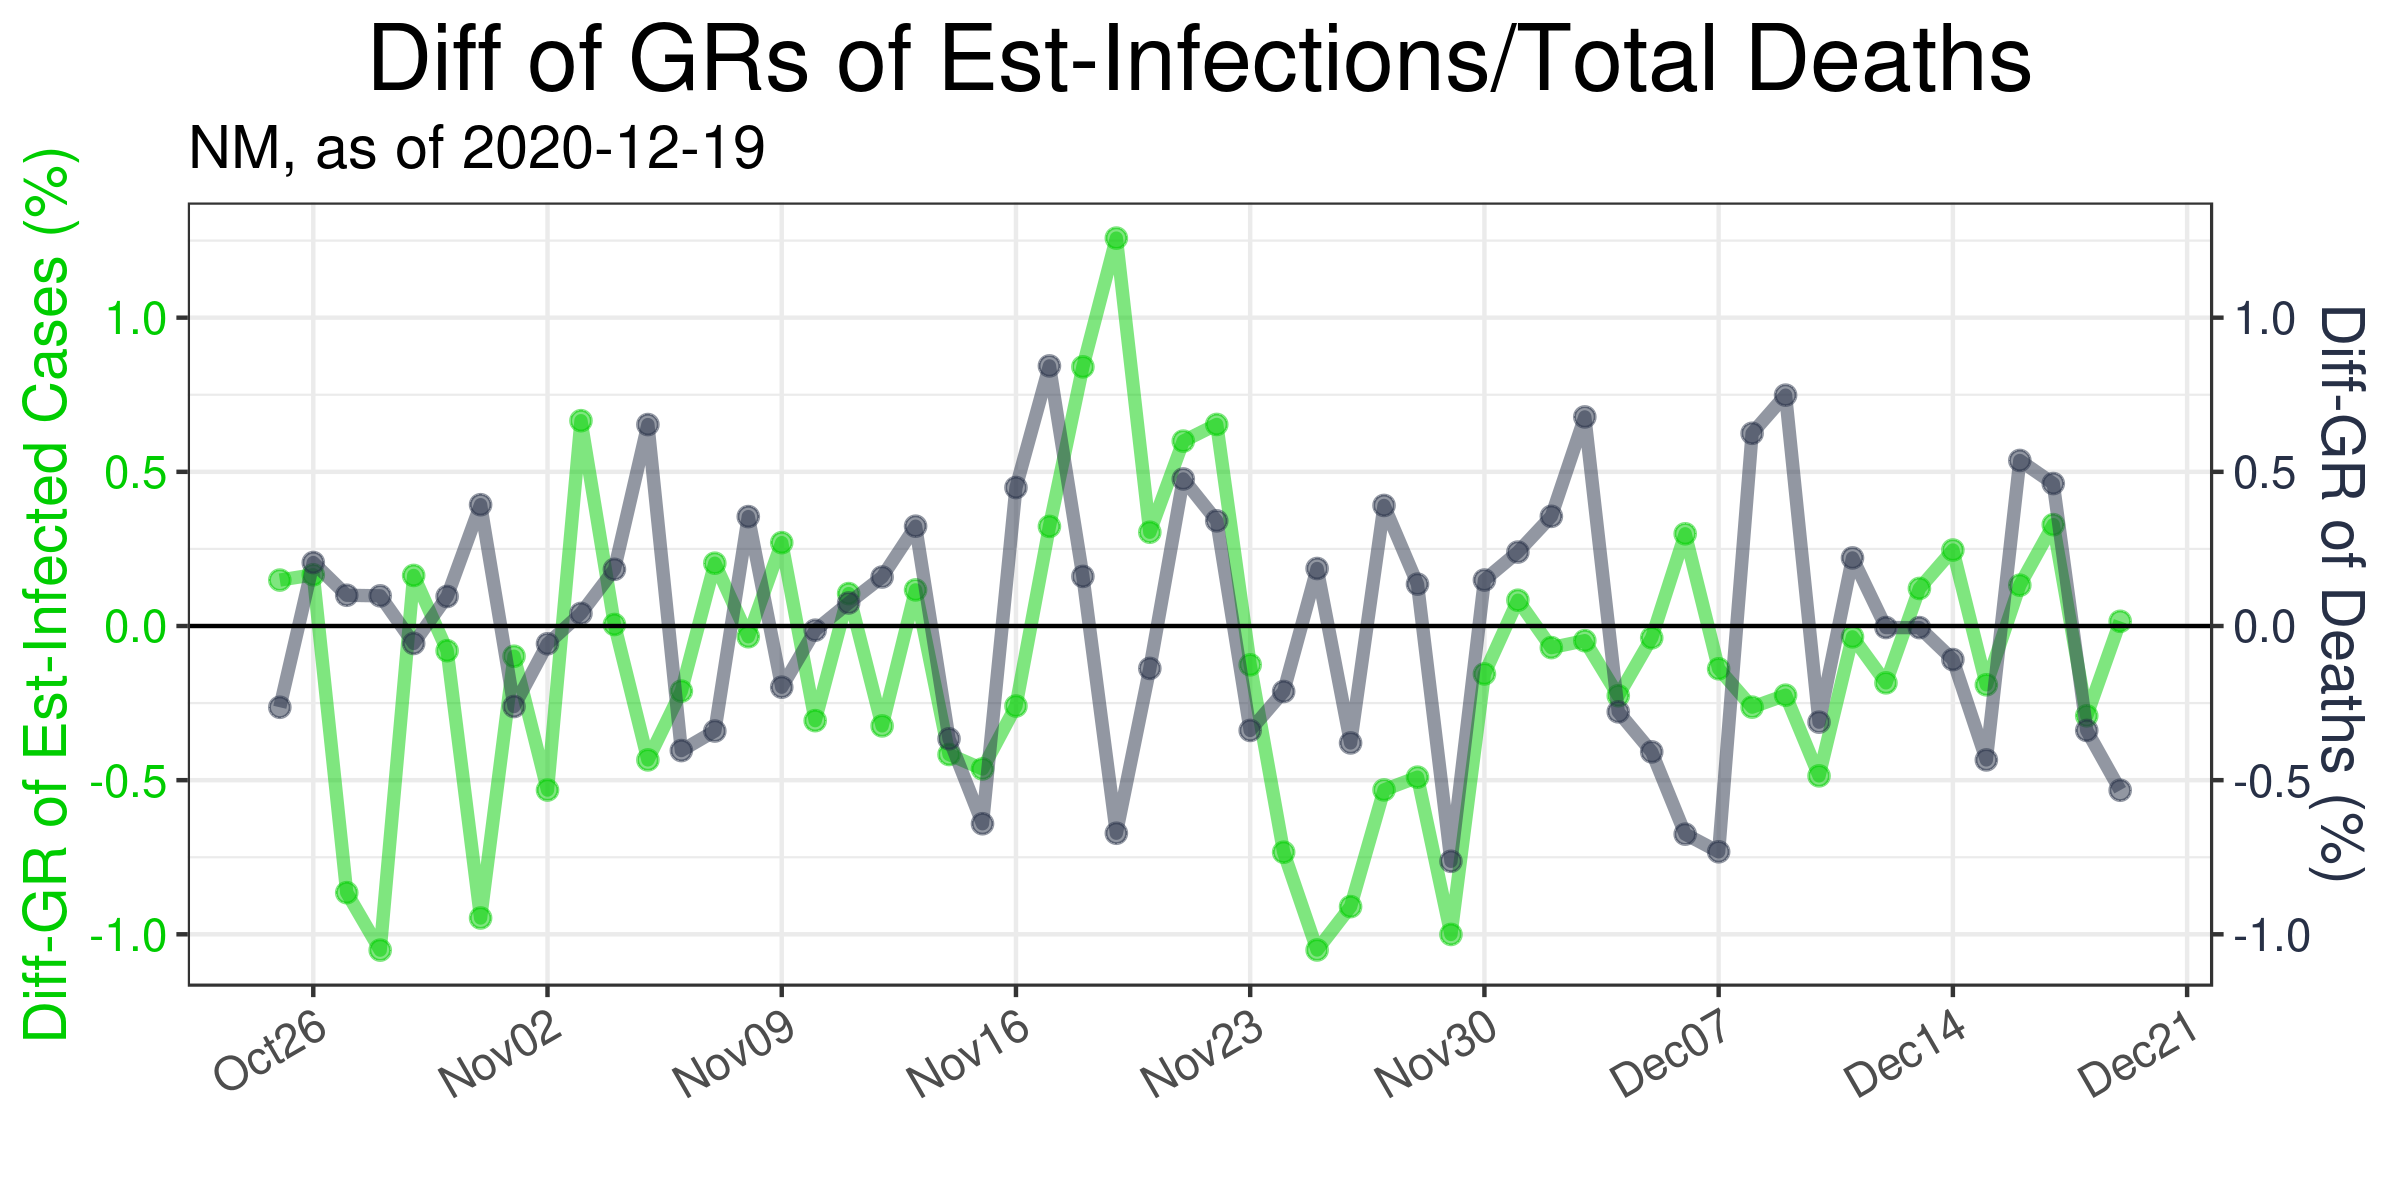 Diff of GRs of Est-Infections/Total Deaths
NM, as of 2020-12-19
Diff-GR of Est-Infected Cases (%)
1.0
0.5
0.0
-0.5
-1.0
1.0
0.5
0.0
-0.5
-1.0
Diff-GR of Deaths (%)
Oct26
Nov02
Nov09
Nov16
Nov23
Nov30
Dec07
Dec14
Dec21